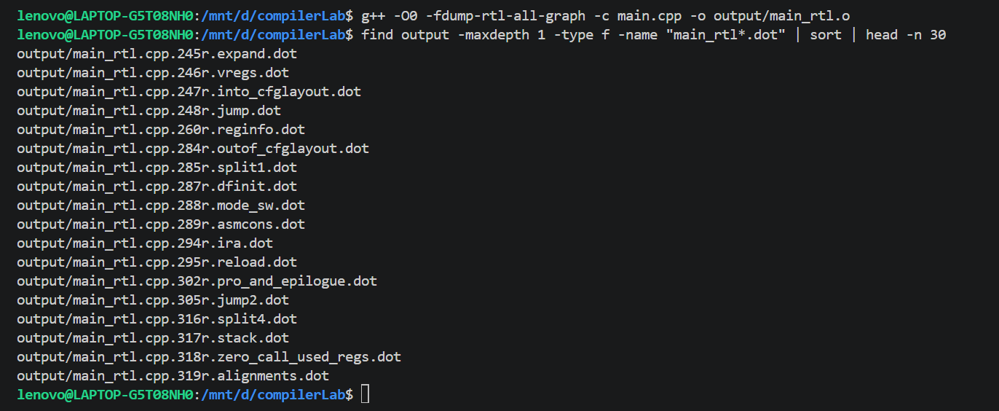 lenovo@LAPTOP-G5T08NH0:/mnt/d/compilerLab$ g++ -O0 -fdump-rtl-all-graph -c main.cpp -o output/main_rtl.o
lenovo@LAPTOP-G5T08NH0:/mnt/d/compilerLab$ find output -maxdepth 1 -type f -name "main_rtl*.dot" | sort | head -n 30
output/main_rtl.cpp.245r.expand.dot
output/main_rtl.cpp.246r.vregs.dot
output/main_rtl.cpp.247r.into_cfglayout.dot
output/main_rtl.cpp.248r.jump.dot
output/main_rtl.cpp.260r.reginfo.dot
output/main_rtl.cpp.284r.outof_cfglayout.dot
output/main_rtl.cpp.285r.split1.dot
output/main_rtl.cpp.287r.dfinit.dot
output/main_rtl.cpp.288r.mode_sw.dot
output/main_rtl.cpp.289r.asmcons.dot
output/main_rtl.cpp.294r.ira.dot
output/main_rtl.cpp.295r.reload.dot
output/main_rtl.cpp.302r.pro_and_epilogue.dot
output/main_rtl.cpp.305r.jump2.dot
output/main_rtl.cpp.316r.split4.dot
output/main_rtl.cpp.317r.stack.dot
output/main_rtl.cpp.318r.zero_call_used_regs.dot
output/main_rtl.cpp.319r.alignments.dot
lenovo@LAPTOP-G5T08NH0:/mnt/d/compilerLab$